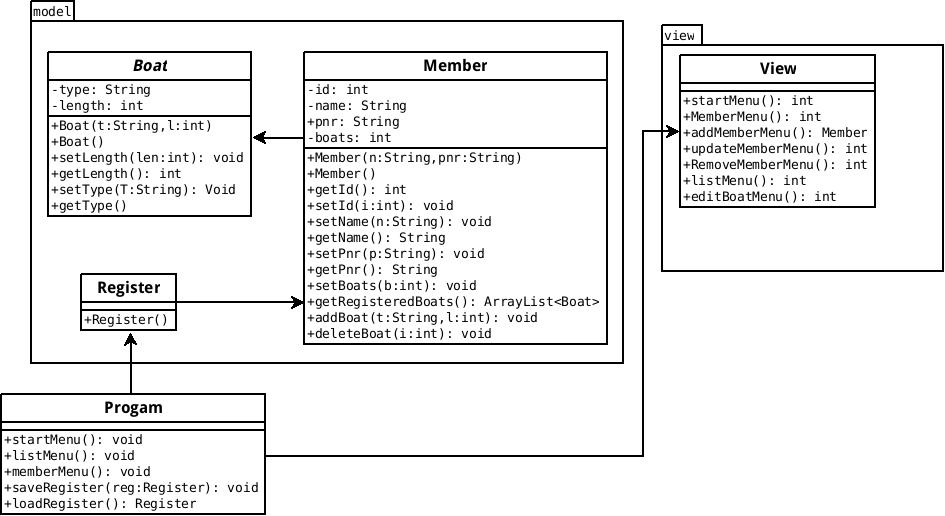 model
Boat
-type: String
-length: int
+Boat(t:String,l:int)
+Boat()
+setLength(len:int): void
+getLength(): int
+setType(T:String): Void
+getType()
Member
-id: int
-name: String
+pnr: String
-boats: int
+Member(n:String,pnr:String)
+Member()
+getId(): int
+setId(i:int): void
+setName(n:String): void
+getName(): String
+setPnr(p:String): void
+getPnr(): String
+setBoats(b:int): void
+getRegisteredBoats(): ArrayList<Boat>
+addBoat(t:String,l:int): void
+deleteBoat(i:int): void
Register
+Register()
view
View
+startMenu(): int
+MemberMenu(): int
+addMemberMenu(): Member
+updateMemberMenu(): int
+RemoveMemberMenu(): int
+listMenu(): int
+editBoatMenu(): int
Progam
+startMenu(): void
+listMenu(): void
+memberMenu(): void
+saveRegister(reg:Register): void
+loadRegister(): Register